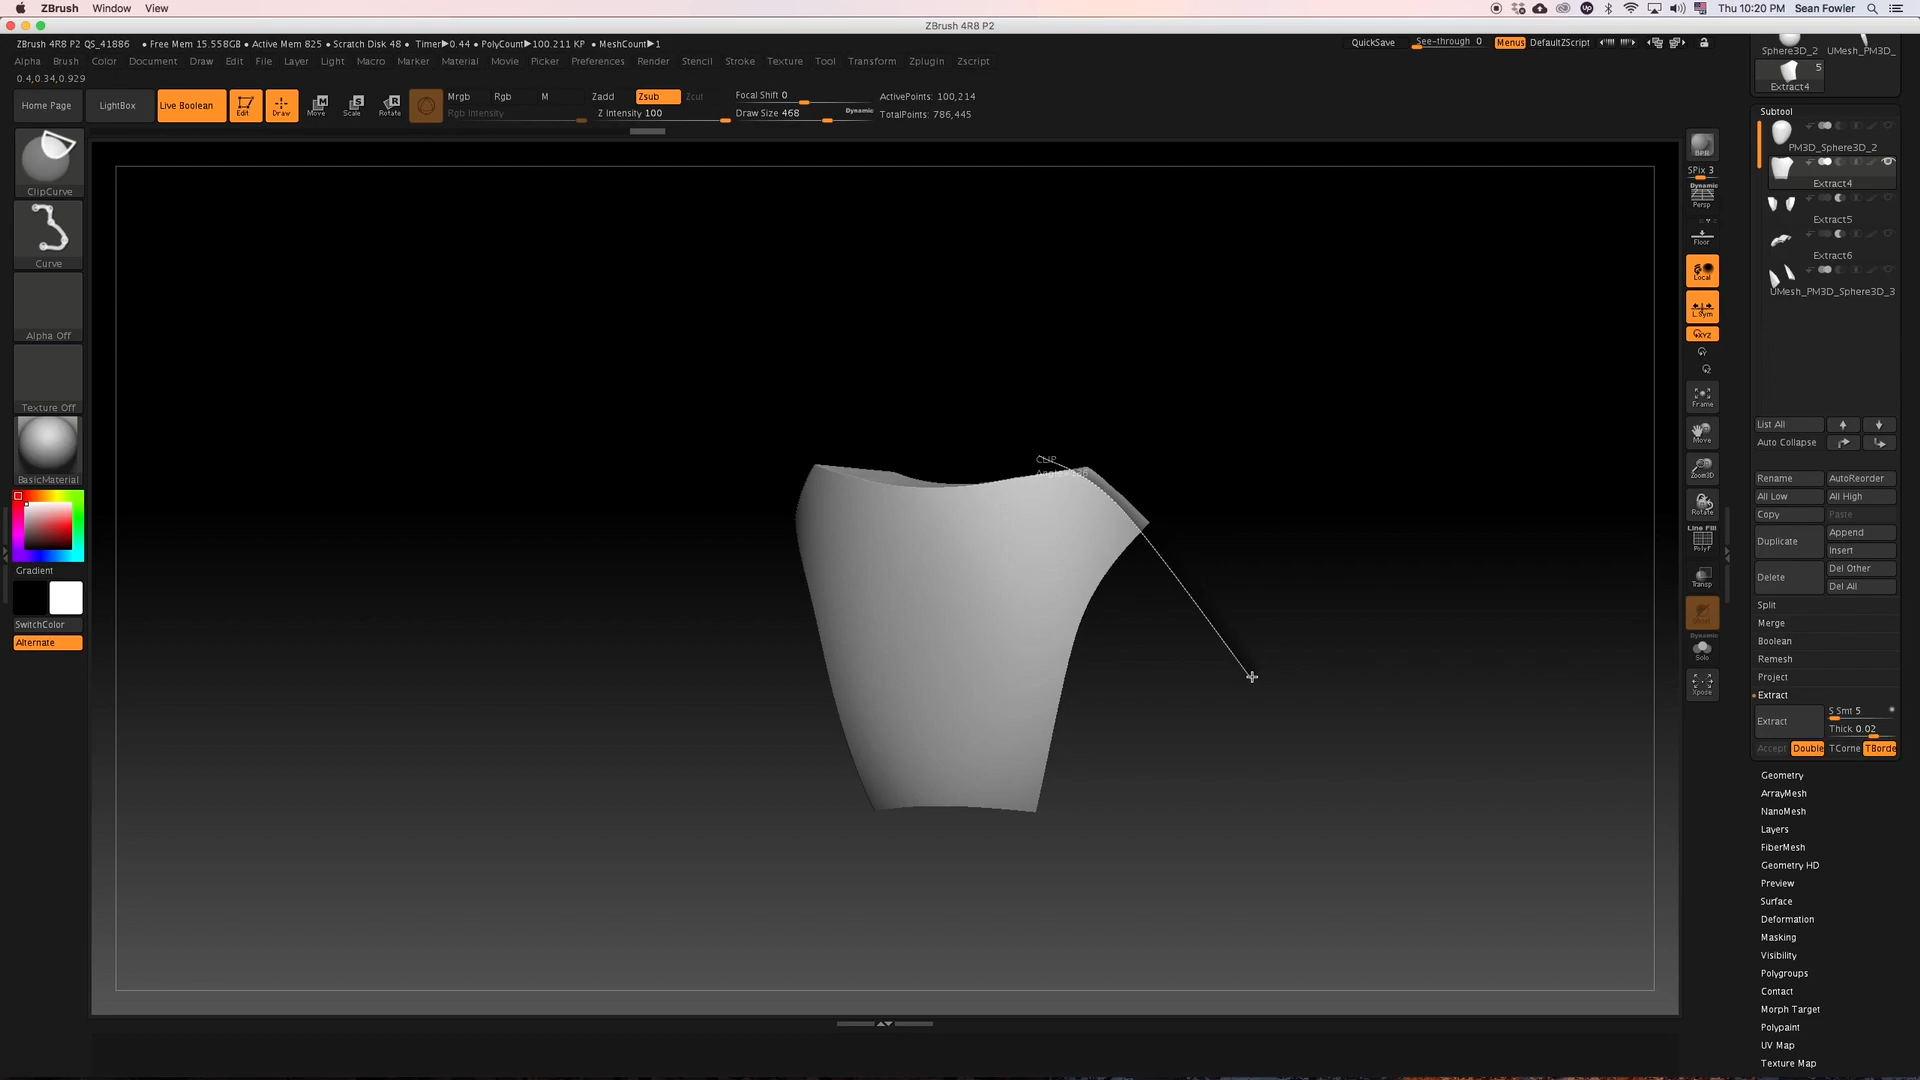 ZBrush Window View
Thu 10:20 PM Sean Fowler
ZBrush 4R8 P2
ZBrush 4R8 P2 QS_41886 • Free Mem 15.558GB • Active Mem 825 • Scratch Disk 48 • Timer▶0.44 • PolyCount▶100.211 KP • MeshCount▶1
QuickSave See-through 0 Menus DefaultZScript
Alpha Brush Color Document Draw Edit File Layer Light Macro Marker Material Movie Picker Preferences Render Stencil Stroke Texture Tool Transform Zplugin Zscript
0.4,0.34,0.929
Home Page LightBox Live Boolean Edit Draw Move Scale Rotate
Mrgb Rgb M Zadd Zsub Zcut
Rgb Intensity Z Intensity 100
Focal Shift 0
Draw Size 468 Dynamic
ActivePoints: 100,214
TotalPoints: 786,445
ClipCurve
Curve
Alpha Off
Texture Off
BasicMaterial
Gradient
SwitchColor
Alternate
CLIP
BPR
SPix 3
Dynamic
Persp
Floor
Local
L.Sym
XYZ
Frame
Move
Zoom3D
Rotate
Line Fill
PolyF
Transp
Ghost
Dynamic
Solo
Xpose
Sphere3D_2 UMesh_PM3D_
5
Extract4
Subtool
PM3D_Sphere3D_2
Extract4
Extract5
Extract6
UMesh_PM3D_Sphere3D_3
List All
Auto Collapse
Rename AutoReorder
All Low All High
Copy Paste
Duplicate Append
Insert
Delete Del Other
Del All
Split
Merge
Boolean
Remesh
Project
Extract
Extract S Smt 5
Thick 0.02
Accept Double TCorne TBorde
Geometry
ArrayMesh
NanoMesh
Layers
FiberMesh
Geometry HD
Preview
Surface
Deformation
Masking
Visibility
Polygroups
Contact
Morph Target
Polypaint
UV Map
Texture Map